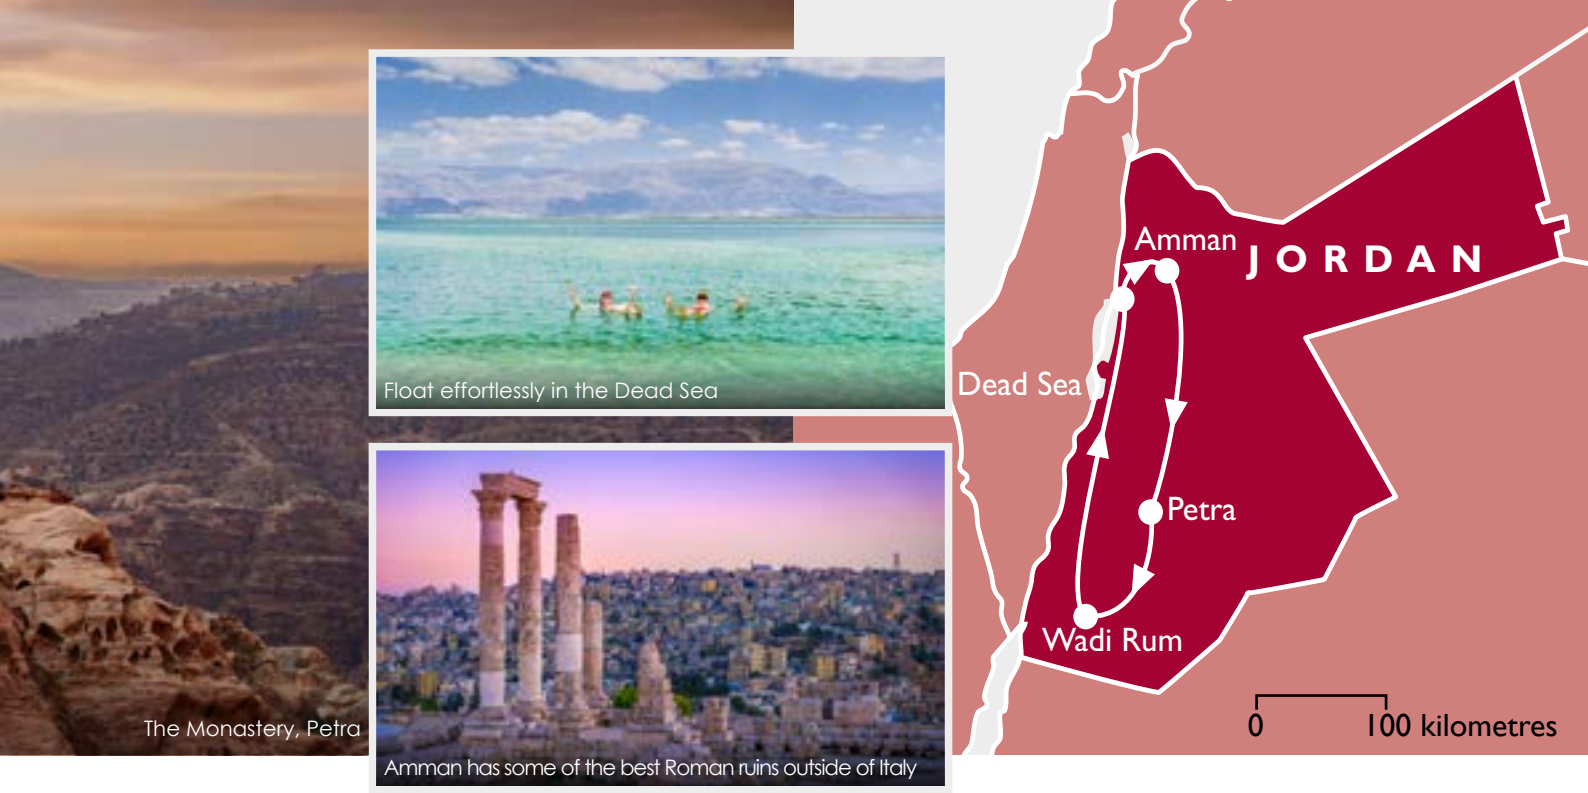 Float effortlessly in the Dead Sea
The Monastery, Petra
Amman has some of the best Roman ruins outside of Italy
Amman
JORDAN
Dead Sea
Petra
Wadi Rum
0 100 kilometres